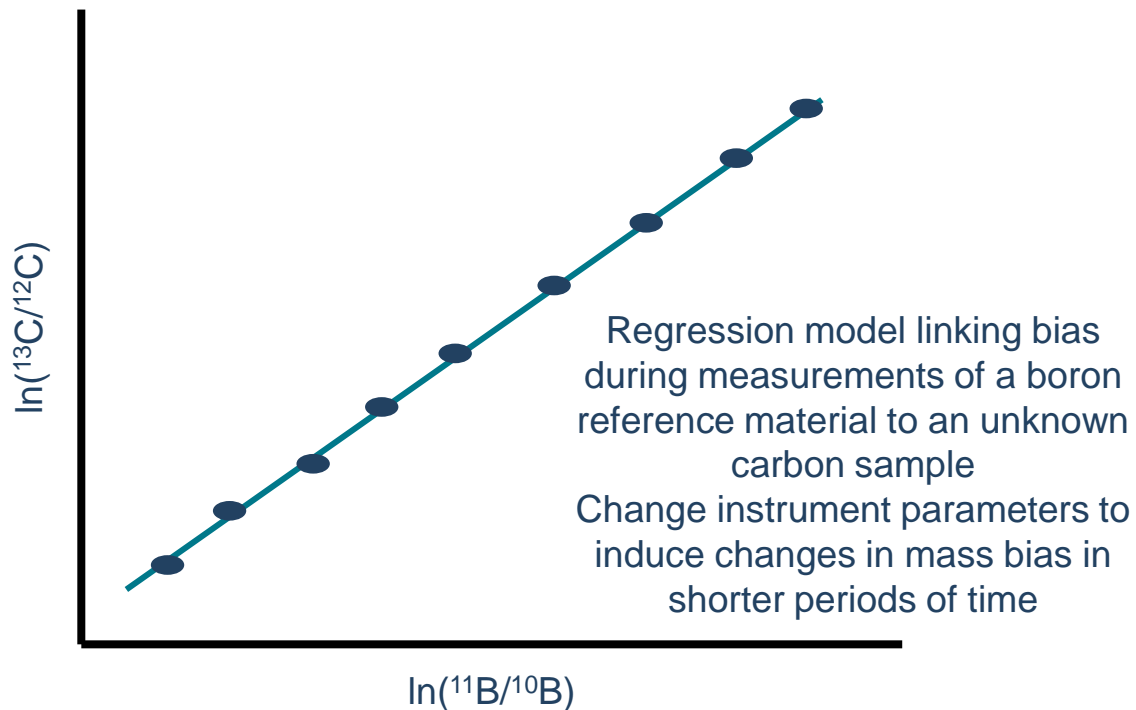 ln(¹³C/¹²C)
Regression model linking bias
during measurements of a boron
reference material to an unknown
carbon sample
Change instrument parameters to
induce changes in mass bias in
shorter periods of time
ln(¹¹B/¹⁰B)